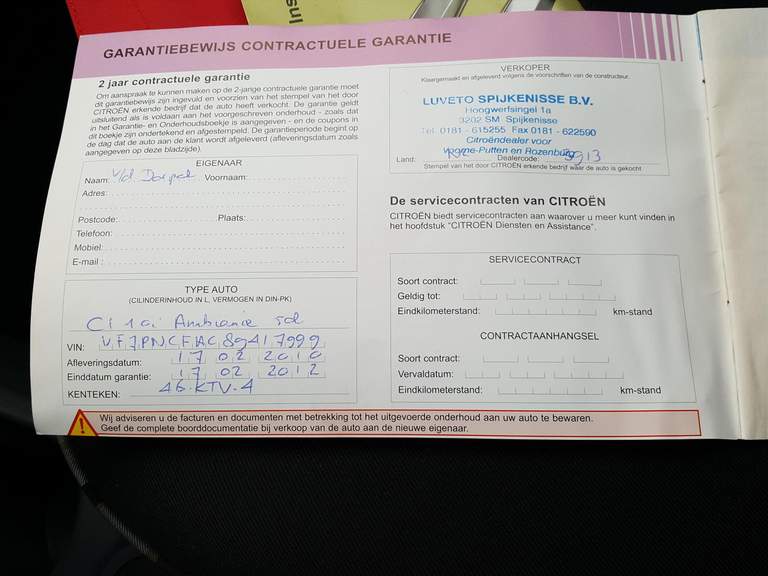 Ins
GARANTIEBEWIJS CONTRACTUELE GARANTIE
2 jaar contractuele garantie
Om aanspraak te kunnen maken op de 2-jarige contractuele garantie moet
dit garantiebewijs zijn ingevuld en voorzien van het stempel van het door
CITROËN erkende bedrijf dat de auto heeft verkocht. De garantie geldt
uitsluitend als is voldaan aan het voorgeschreven onderhoud - zoals dat
in het Garantie- en Onderhoudsboekje is aangegeven - en de coupons in
dit boekje zijn ondertekend en afgestempeld. De garantieperiode begint op
de dag dat de auto aan de klant wordt afgeleverd (afleveringsdatum zoals
aangegeven op deze bladzijde).
EIGENAAR
Naam: v/d Voornaam:
Adres:
Postcode: Plaats:
Telefoon:
Mobiel:
E-mail :
TYPE AUTO
(CILINDERINHOUD IN L, VERMOGEN IN DIN-PK)
C1 1.0i Ambiance 5d
VIN: VF7PNCFAC89417999
Afleveringsdatum: 17 02 2010
Einddatum garantie: 17 02 2012
KENTEKEN: 46.KTV.4
VERKOPER
Klaargemaakt en afgeleverd volgens de voorschriften van de constructeur.
LUVETO SPIJKENISSE B.V.
Hoogwerfsingel 1a
3202 SM Spijkenisse
Tel. 0181 - 615255 Fax 0181 - 622590
Citroëndealer voor
Voorne-Putten en Rozenburg
Land: Dealercode: 3913
Stempel van het door CITROËN erkende bedrijf waar de auto is gekocht
De servicecontracten van CITROËN
CITROËN biedt servicecontracten aan waarover u meer kunt vinden in
het hoofdstuk "CITROËN Diensten en Assistance".
SERVICECONTRACT
Soort contract:
Geldig tot:
Eindkilometerstand: km-stand
CONTRACTAANHANGSEL
Soort contract:
Vervaldatum:
Eindkilometerstand: km-stand
Wij adviseren u de facturen en documenten met betrekking tot het uitgevoerde onderhoud aan uw auto te bewaren.
Geef de complete boorddocumentatie bij verkoop van de auto aan de nieuwe eigenaar.